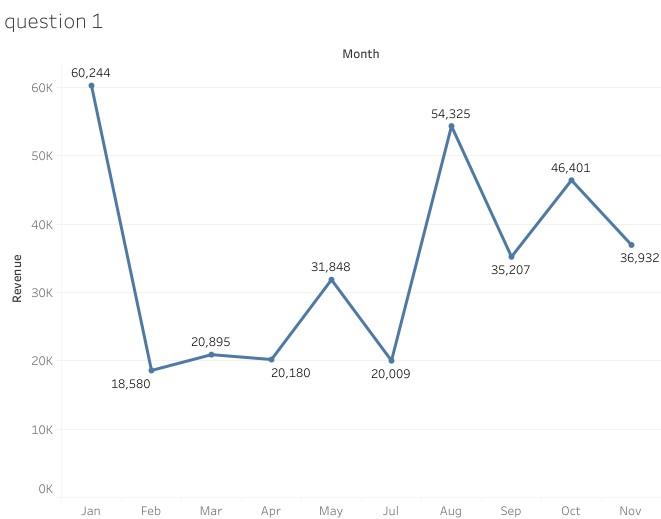 question 1
Month
60,244
60K
54,325
50K
46,401
40K
36,932
35,207
31,848
Revenue
30K
20,895
20K
20,180
20,009
18,580
10K
0K
Jan Feb Mar Apr May Jul Aug Sep Oct Nov